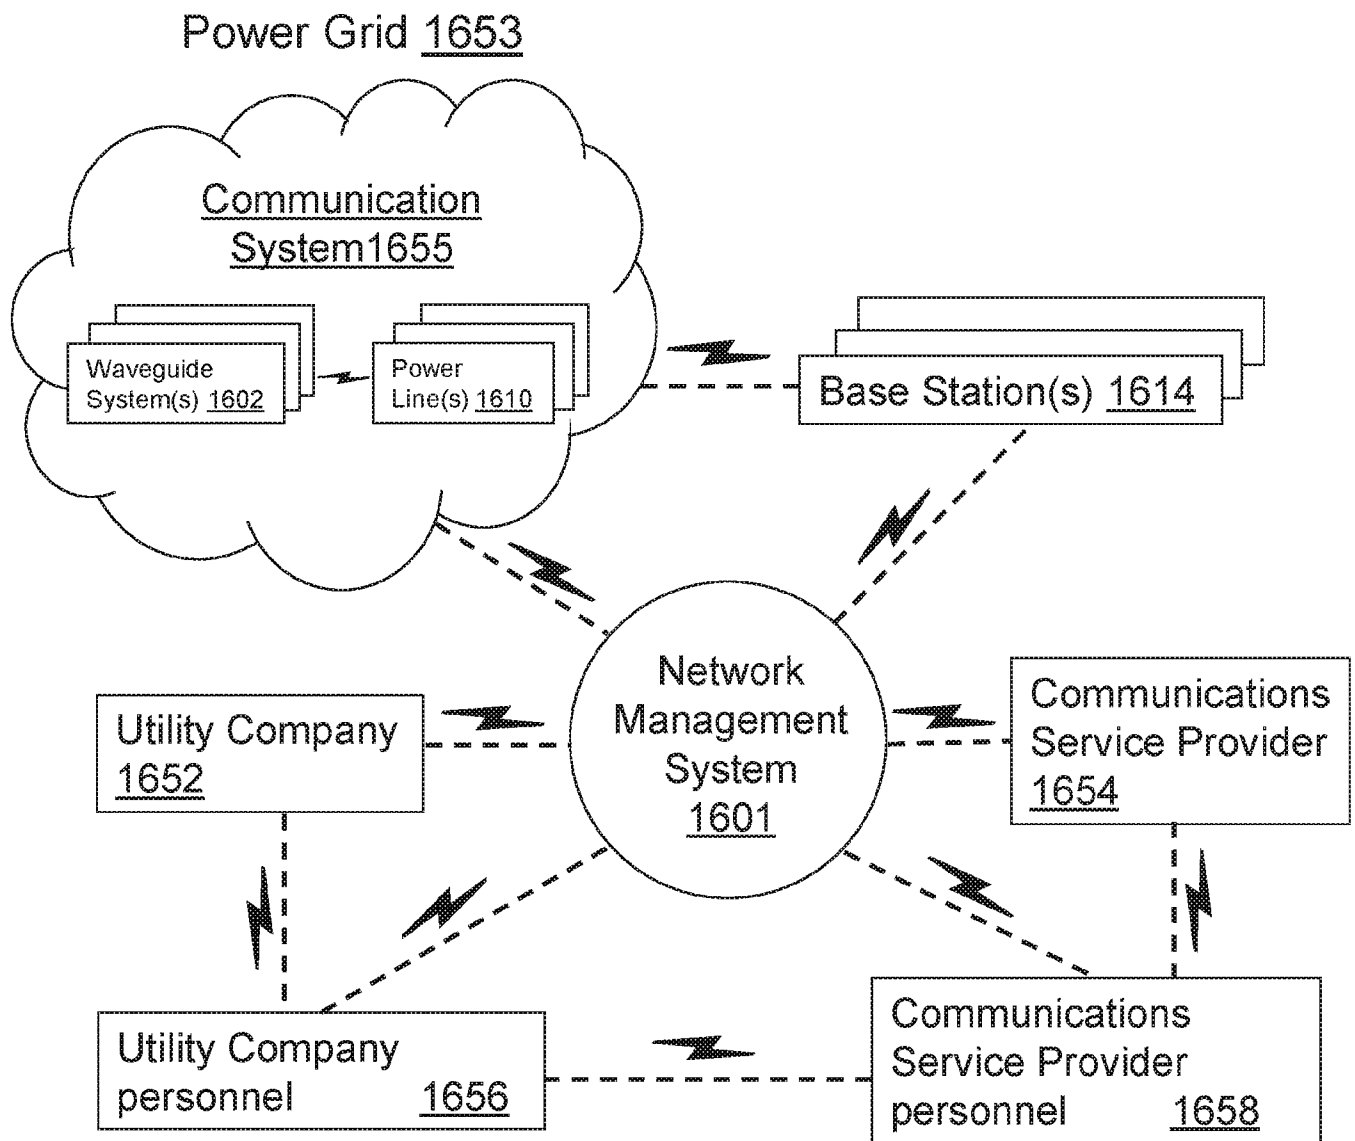 Power Grid 1653
Communication
System1655
Waveguide
System(s) 1602
Power
Line(s) 1610
Base Station(s) 1614
Network
Management
System
1601
Communications
Service Provider
1654
Utility Company
1652
Utility Company
personnel 1656
Communications
Service Provider
personnel 1658